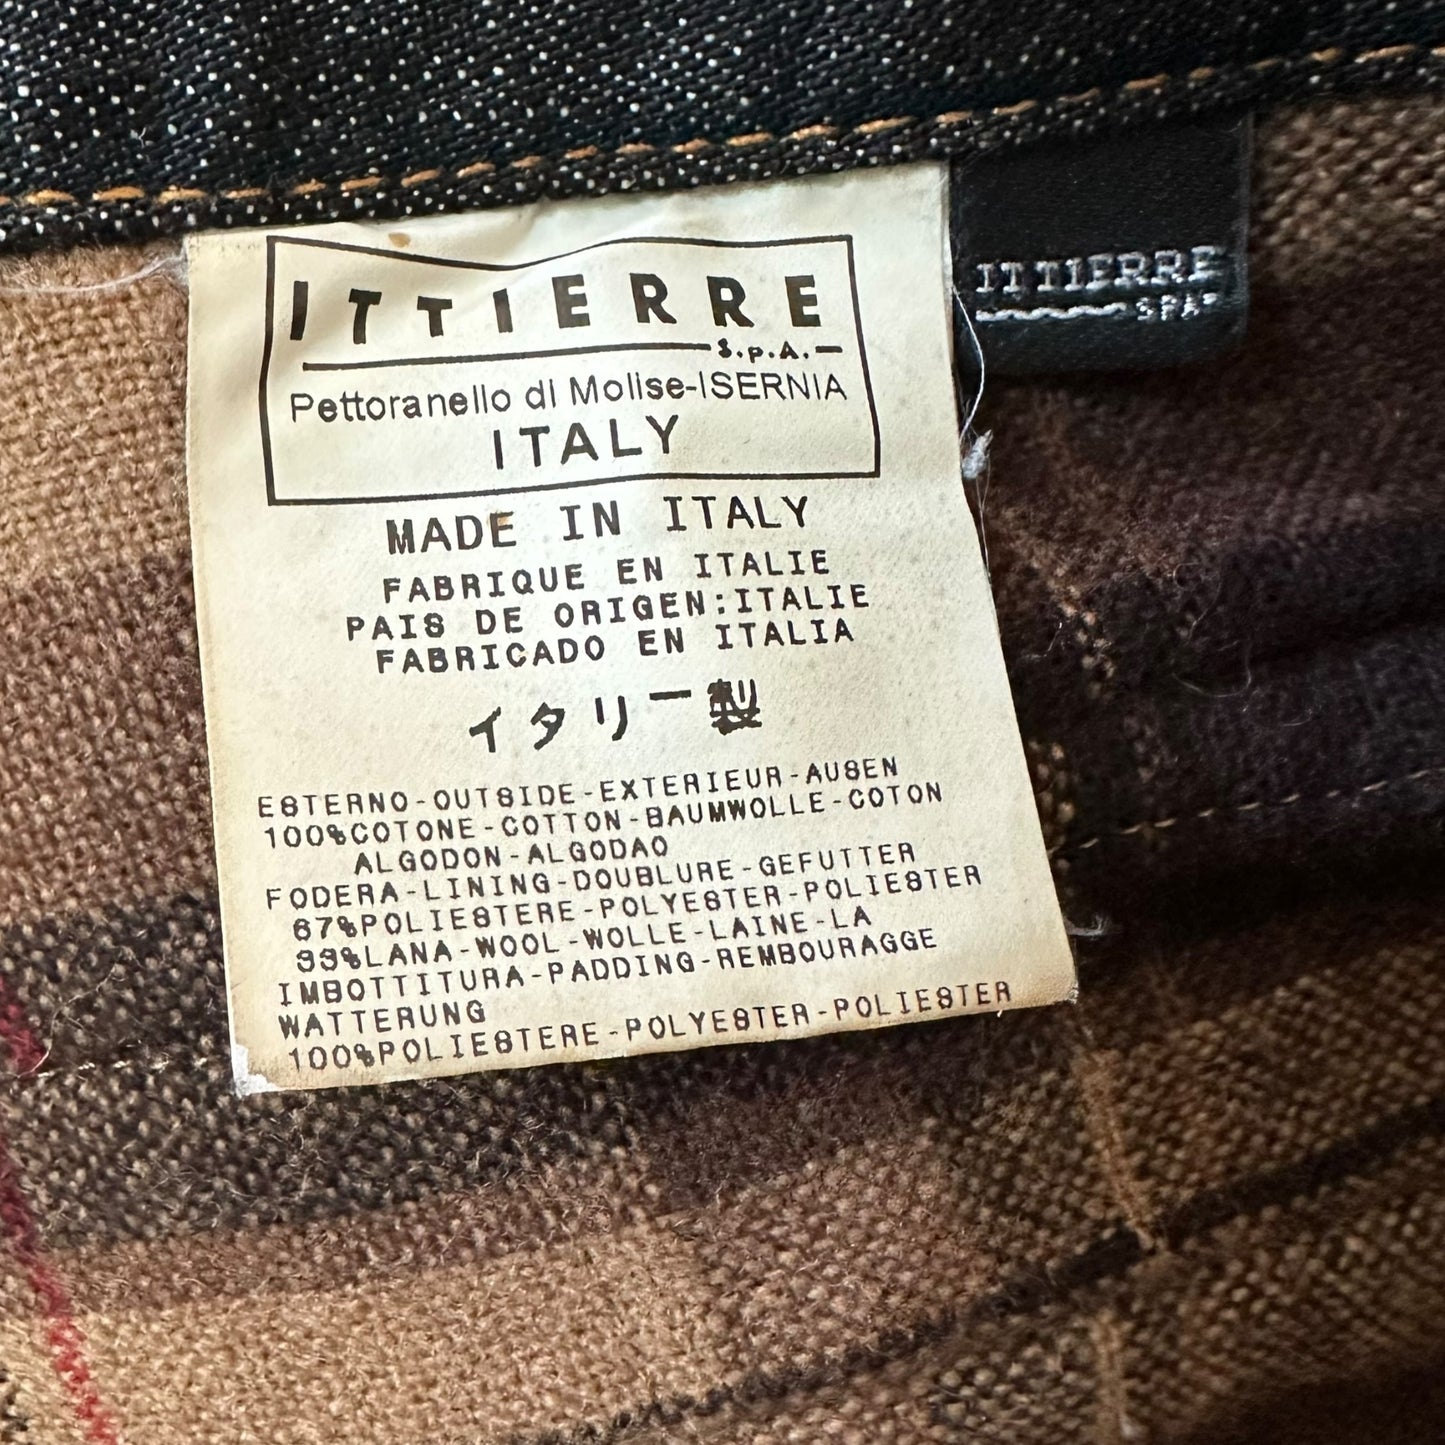 ITTIERRE
S.p.A.
Pettoranello di Molise-ISERNIA
ITALY
MADE IN ITALY
FABRIQUE EN ITALIE
PAIS DE ORIGEN:ITALIE
FABRICADO EN ITALIA
イタリー製
ESTERNO-OUTSIDE-EXTERIEUR-AUSEN
100%COTONE-COTTON-BAUMWOLLE-COTON
ALGODON-ALGODAO
FODERA-LINING-DOUBLURE-GEFUTTER
67%POLIESTERE-POLYESTER-POLIESTER
33%LANA-WOOL-WOLLE-LAINE-LA
IMBOTTITURA-PADDING-REMBOURAGGE
WATTERUNG
100%POLIESTERE-POLYESTER-POLIESTER
ITTIERRE
SPA